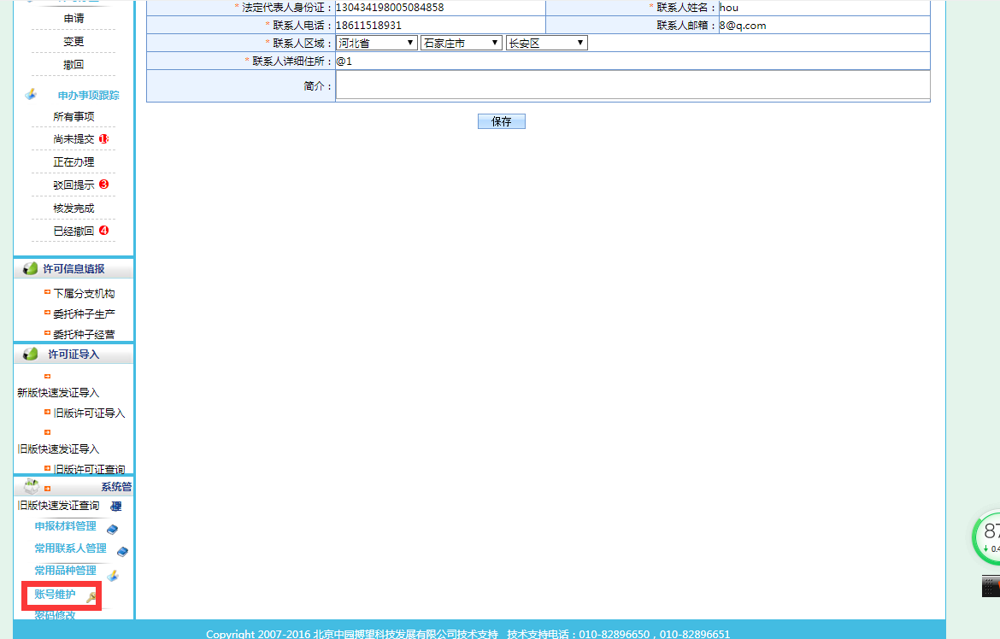 申请
变更
撤回
申办事项跟踪
所有事项
尚未提交
正在办理
驳回提示 3
核发完成
已经撤回 4
许可信息填报
下属分支机构
委托种子生产
委托种子经营
许可证导入
新版快速发证导入
旧版许可证导入
旧版快速发证导入
旧版许可证查询
系统管
旧版快速发证查询
申报材料管理
常用联系人管理
常用品种管理
账号维护
密码修改
* 法定代表人身份证： 130434198005084858 * 联系人姓名： hou
* 联系人电话： 18611518931 联系人邮箱： 8@q.com
* 联系人区域： 河北省 石家庄市 长安区
* 联系人详细住所： @1
简介：
保存
87
0.4
Copyright 2007-2016 北京中园博望科技发展有限公司技术支持 技术支持电话：010-82896650，010-82896651